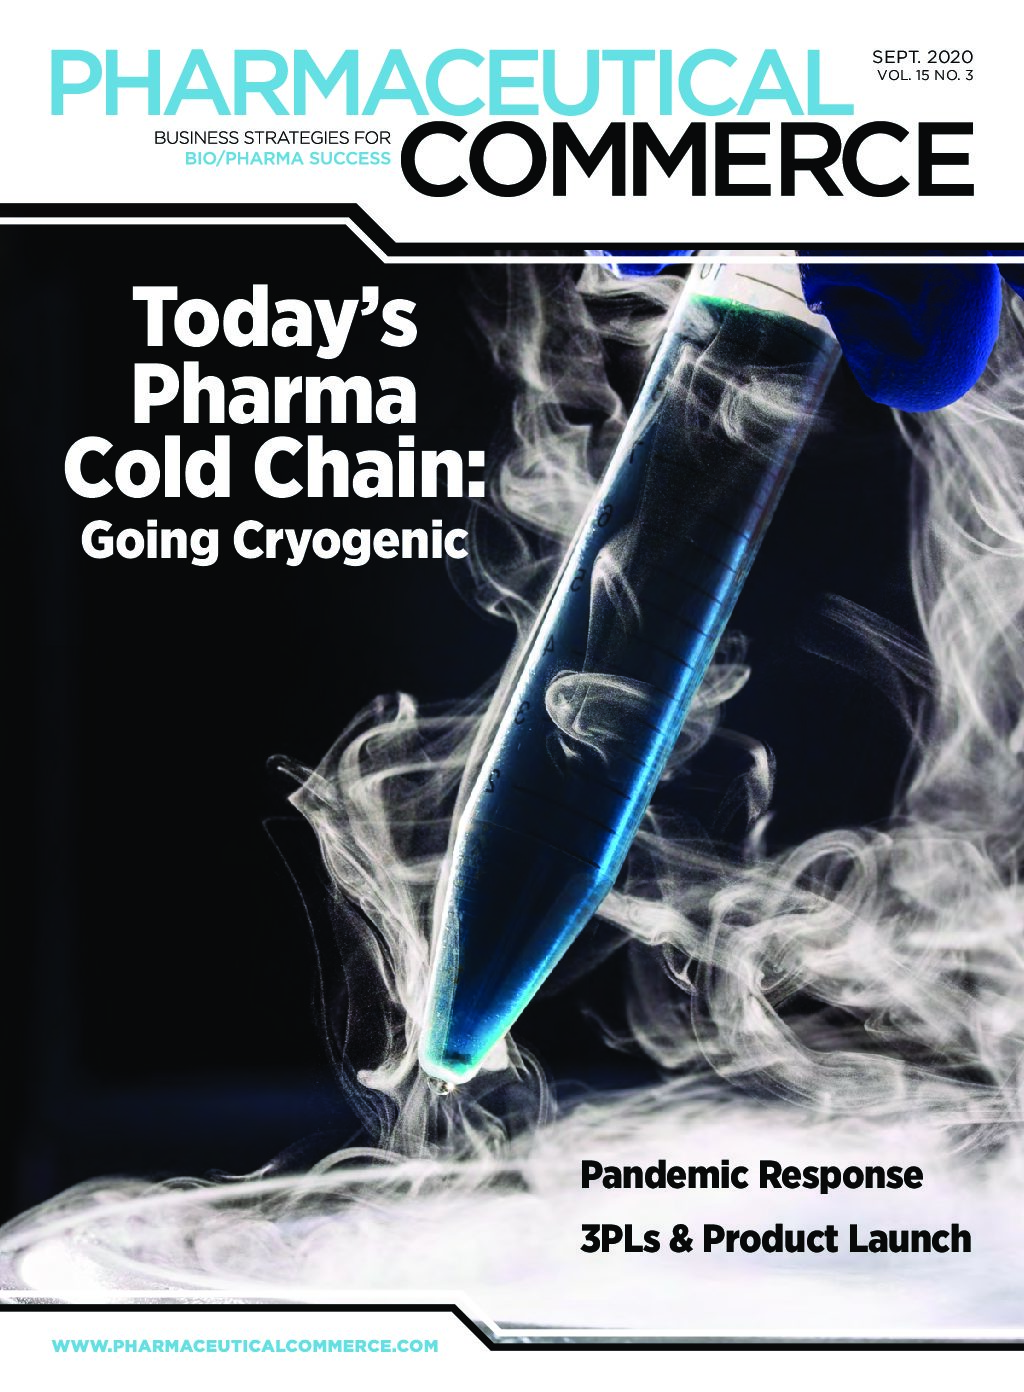 PHARMACEUTICAL
SEPT. 2020
VOL. 15 NO. 3
BUSINESS STRATEGIES FOR
BIO/PHARMA SUCCESS
COMMERCE
Today’s
Pharma
Cold Chain:
Going Cryogenic
Pandemic Response
3PLs & Product Launch
WWW.PHARMACEUTICALCOMMERCE.COM